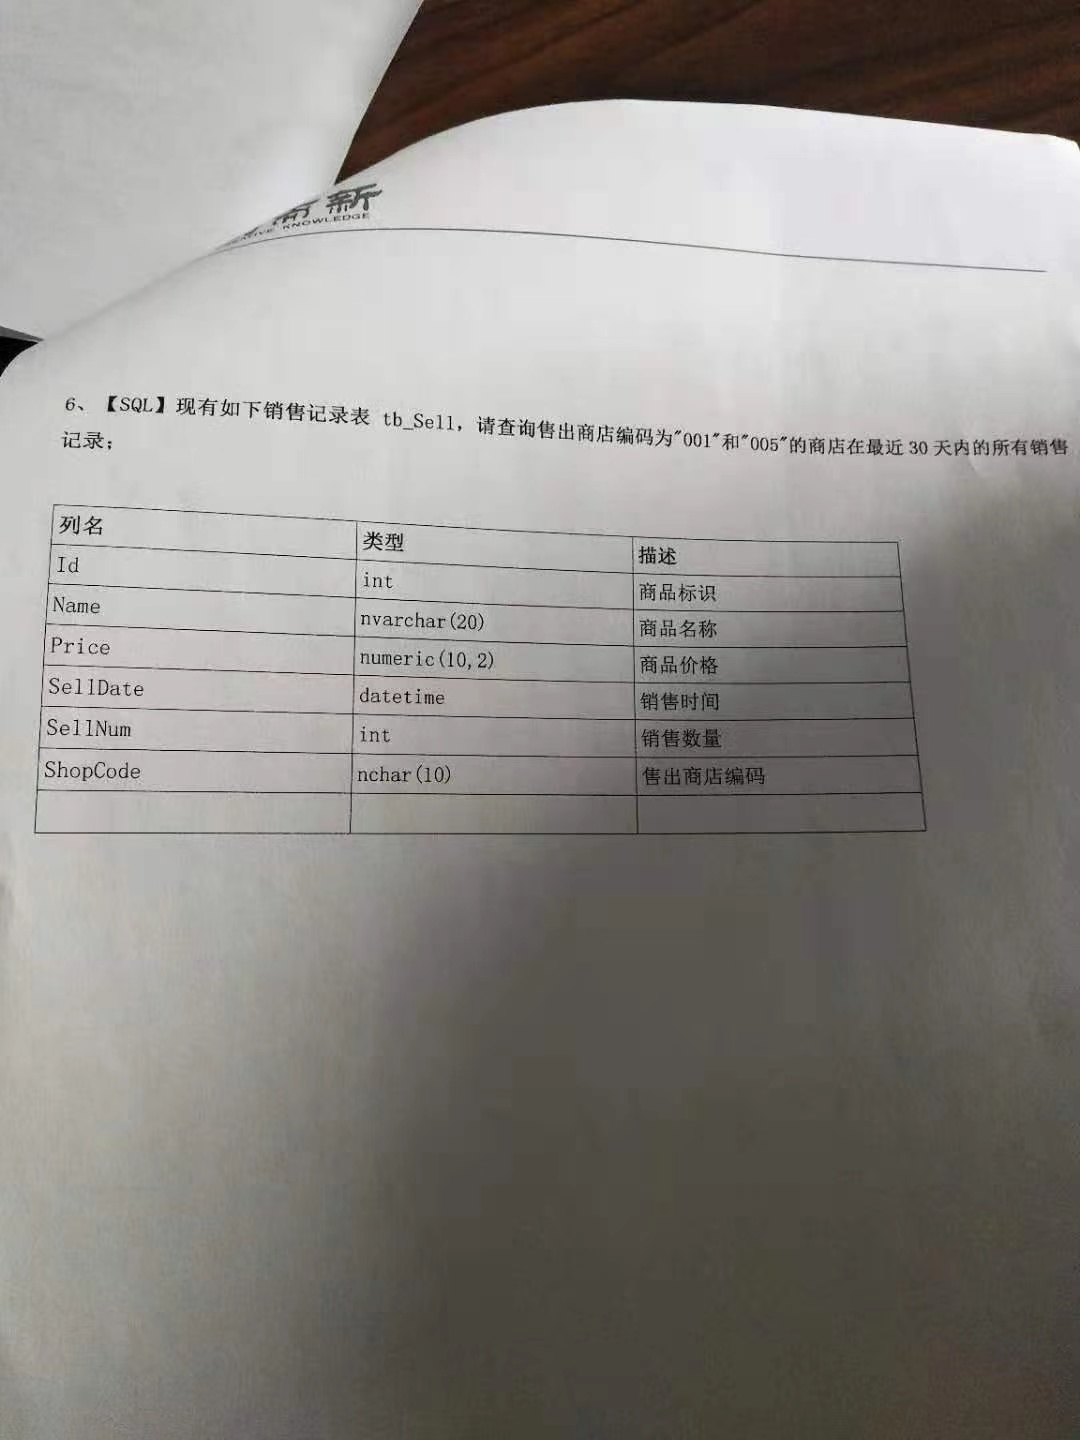 新
KNOWLEDGE
6、【SQL】现有如下销售记录表 tb_Sell，请查询售出商店编码为"001"和"005"的商店在最近 30 天内的所有销售
记录；
列名 类型 描述
Id int 商品标识
Name nvarchar(20) 商品名称
Price numeric(10,2) 商品价格
SellDate datetime 销售时间
SellNum int 销售数量
ShopCode nchar(10) 售出商店编码